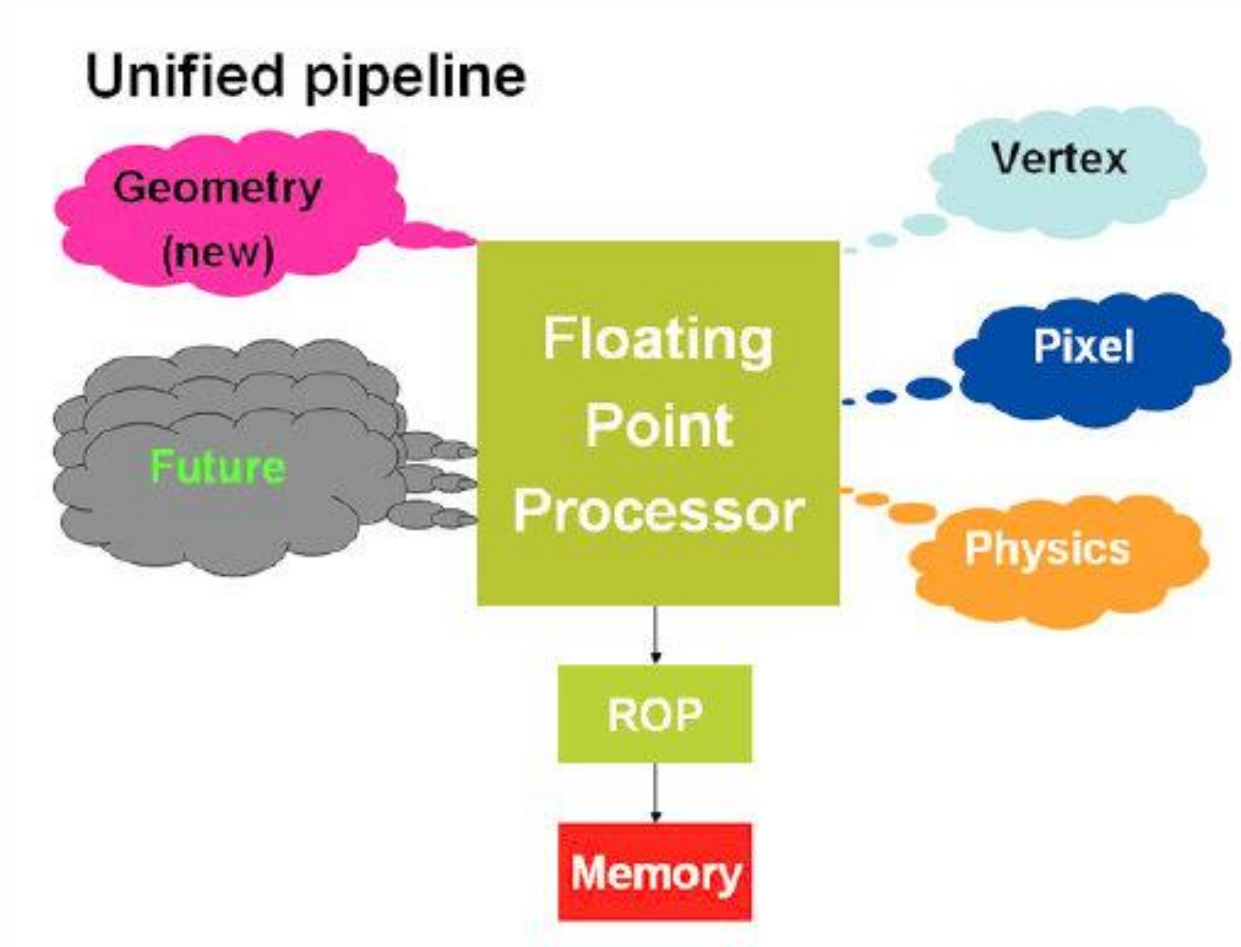 Unified pipeline
Geometry
(new)
Vertex
Pixel
Future
Floating
Point
Processor
Physics
ROP
Memory